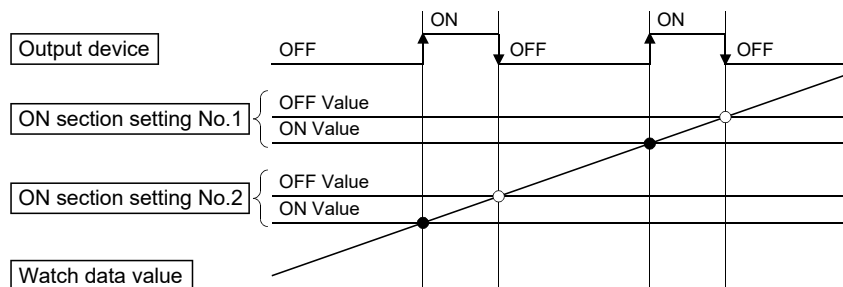 ON
ON
Output device
OFF
OFF
OFF
OFF Value
ON section setting No.1
ON Value
OFF Value
ON section setting No.2
ON Value
Watch data value